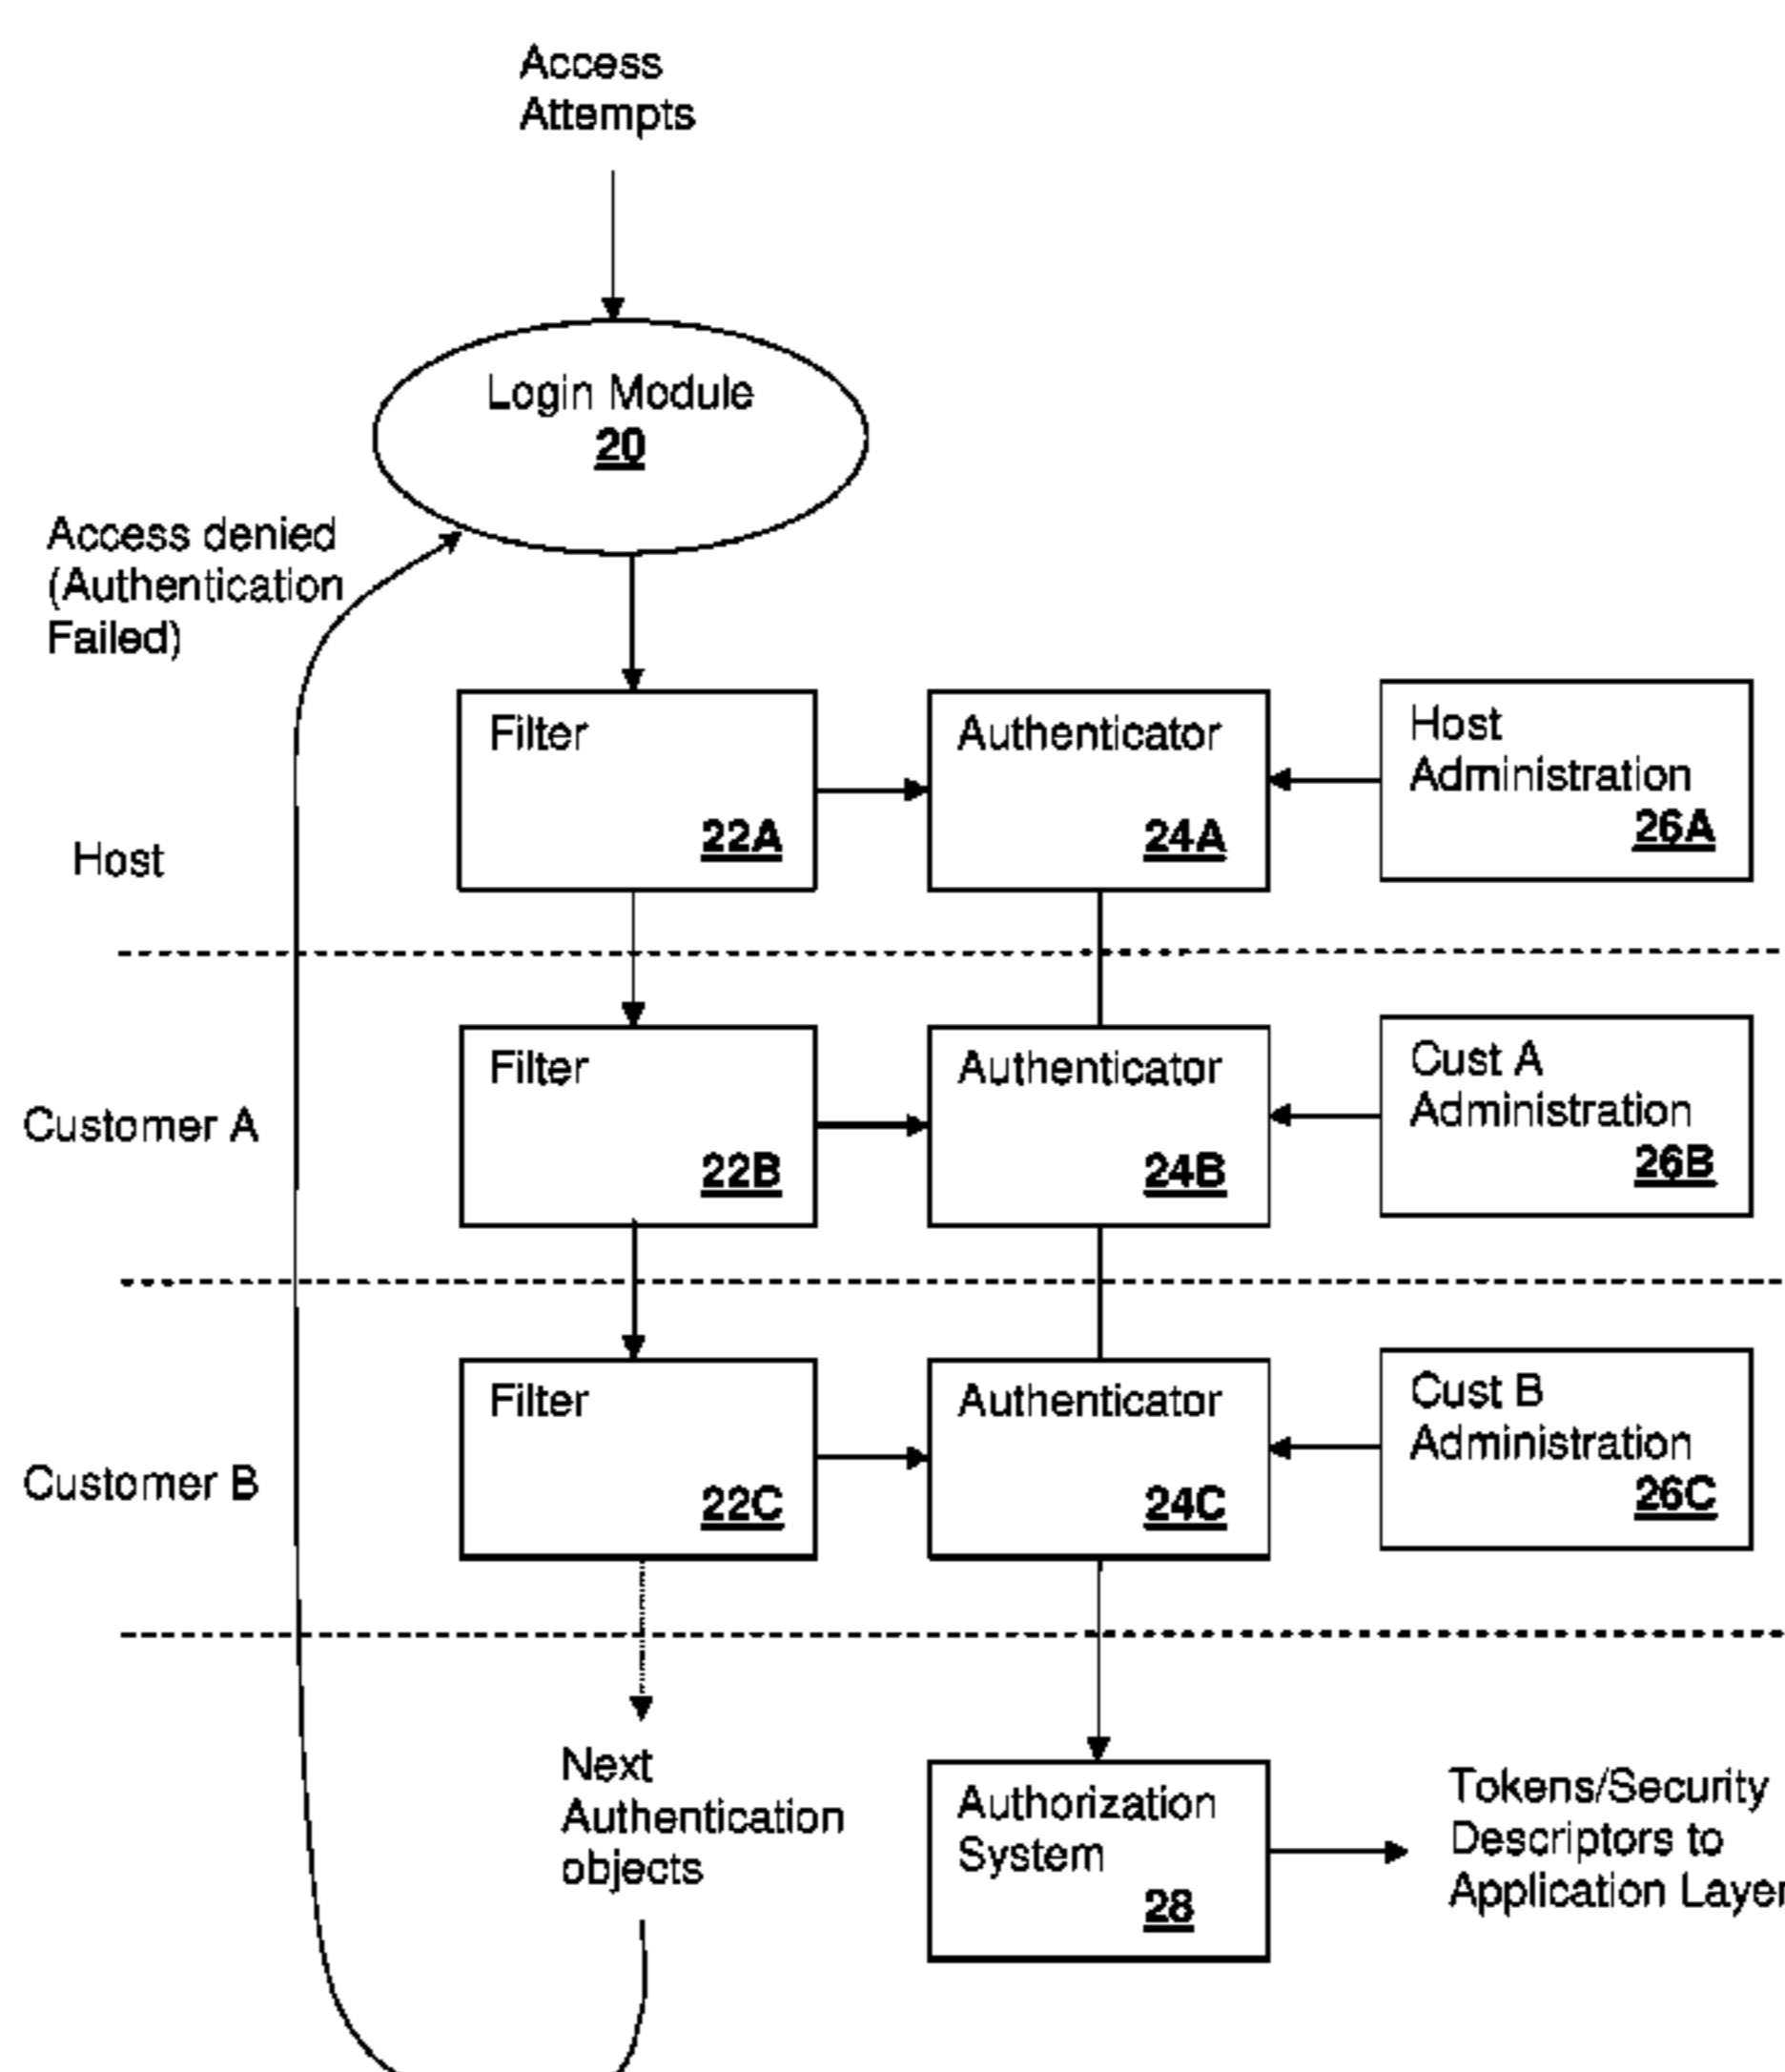 Access
Attempts
Login Module
20
Access denied
(Authentication
Failed)
Host
Filter
22A
Authenticator
24A
Host
Administration
26A
Customer A
Filter
22B
Authenticator
24B
Cust A
Administration
26B
Customer B
Filter
22C
Authenticator
24C
Cust B
Administration
26C
Next
Authentication
objects
Authorization
System
28
Tokens/Security
Descriptors to
Application Layer